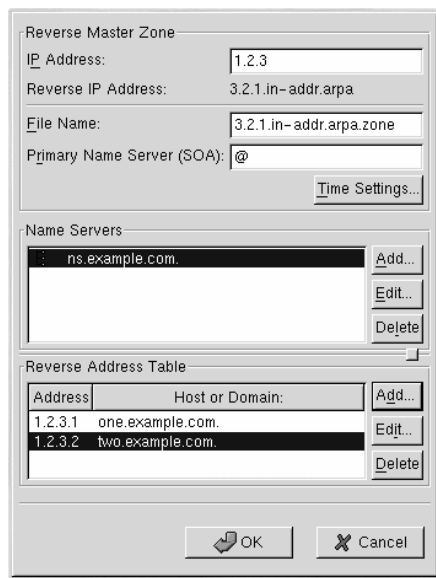 Reverse Master Zone
IP Address: 1.2.3
Reverse IP Address: 3.2.1.in-addr.arpa
File Name: 3.2.1.in-addr.arpa.zone
Primary Name Server (SOA): @
Time Settings...
Name Servers
ns.example.com.
Add...
Edit...
Delete
Reverse Address Table
Address Host or Domain:
1.2.3.1 one.example.com.
1.2.3.2 two.example.com.
Add...
Edit...
Delete
OK Cancel